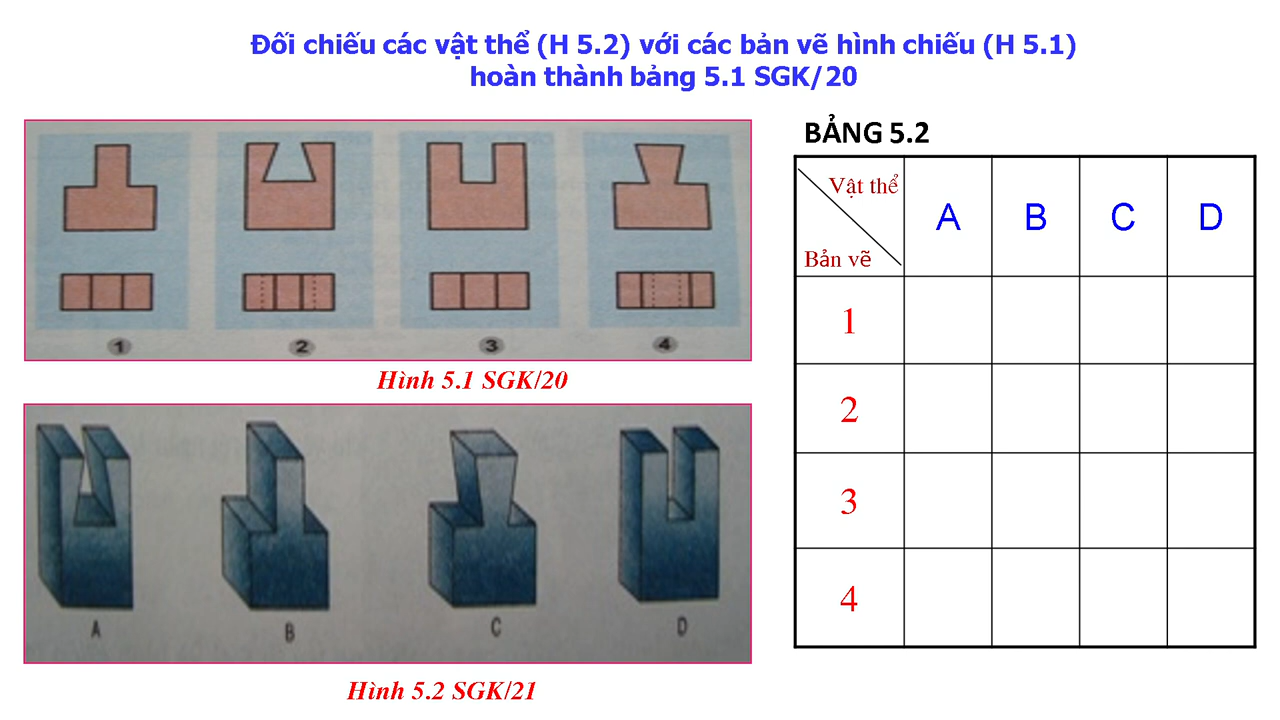 Đối chiếu các vật thể (H 5.2) với các bản vẽ hình chiếu (H 5.1)
hoàn thành bảng 5.1 SGK/20
1 2 3 4
Hình 5.1 SGK/20
A B C D
Hình 5.2 SGK/21
BẢNG 5.2
Vật thể
Bản vẽ
A B C D
1
2
3
4